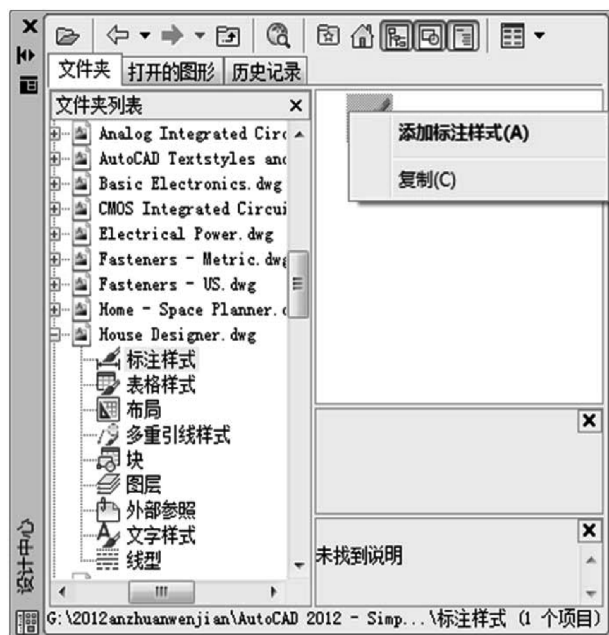 文件夹
打开的图形
历史记录
文件夹列表
Analog Integrated Circ
AutoCAD Textstyles and
Basic Electronics.dwg
CMOS Integrated Circui
Electrical Power.dwg
Fasteners - Metric.dwg
Fasteners - US.dwg
Home - Space Planner.
House Designer.dwg
标注样式
表格样式
布局
多重引线样式
块
图层
外部参照
文字样式
线型
添加标注样式(A)
复制(C)
未找到说明
设计中心
G:\2012anzhuanwenjian\AutoCAD 2012 - Simp...\标注样式 (1 个项目)